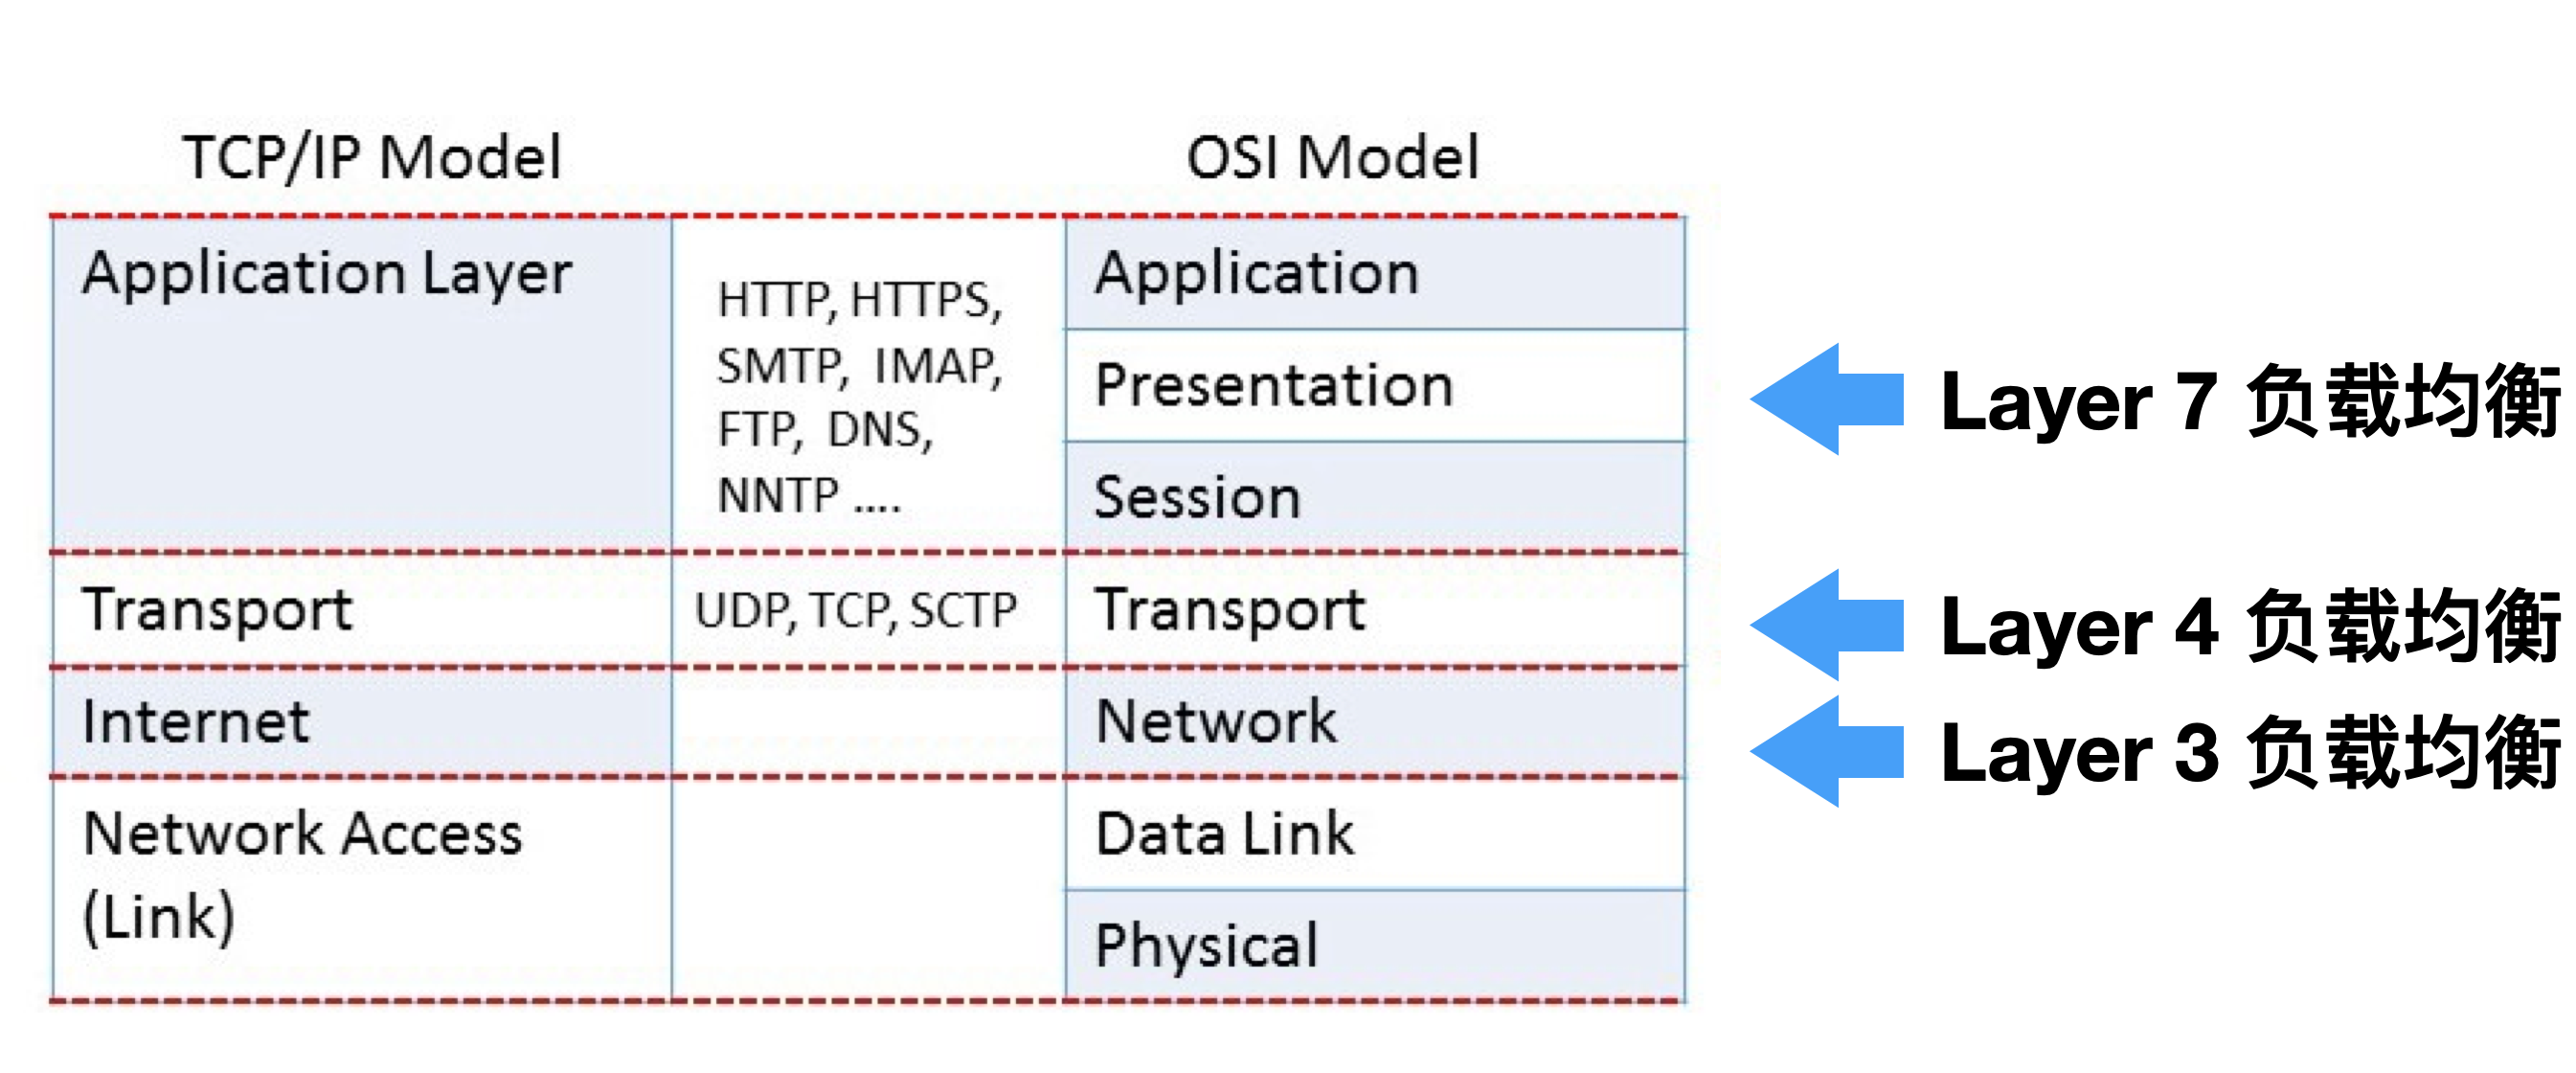 TCP/IP Model
OSI Model
Application Layer
HTTP, HTTPS,
SMTP, IMAP,
FTP, DNS,
NNTP ....
Application
Presentation
Session
Layer 7 负载均衡
Transport
UDP, TCP, SCTP
Transport
Layer 4 负载均衡
Internet
Network
Layer 3 负载均衡
Network Access
(Link)
Data Link
Physical